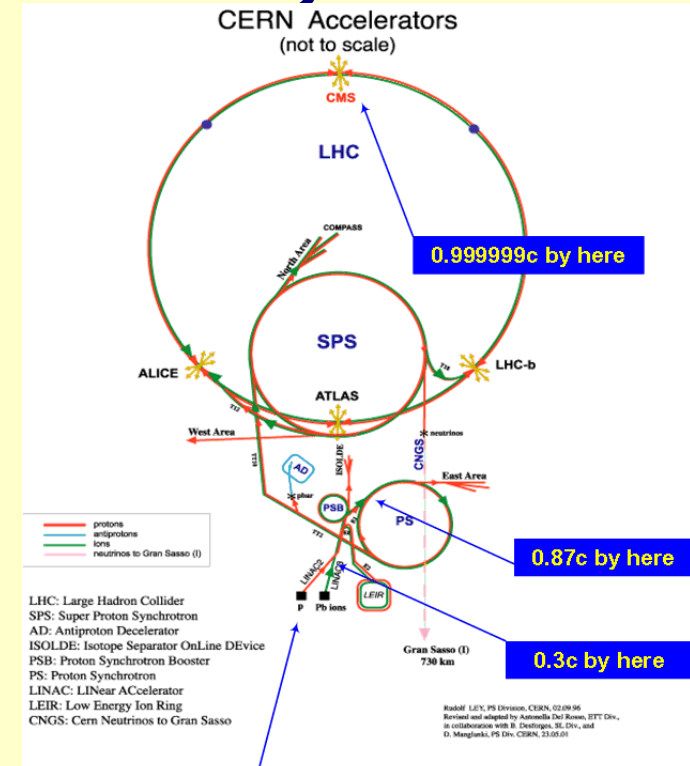 CERN Accelerators
(not to scale)
CMS
LHC
COMPASS
North Area
0.999999c by here
SPS
TI8
ALICE
LHC-b
ATLAS
TI2
West Area
neutrinos
CNGS
ISOLDE
TT10
East Area
AD
pbar
PSB
PS
TT2
E2
0.87c by here
protons
antiprotons
ions
neutrinos to Gran Sasso (I)
LINAC2
LINAC3
LEIR
P
Pb ions
0.3c by here
Gran Sasso (I)
730 km
LHC: Large Hadron Collider
SPS: Super Proton Synchrotron
AD: Antiproton Decelerator
ISOLDE: Isotope Separator OnLine DEvice
PSB: Proton Synchrotron Booster
PS: Proton Synchrotron
LINAC: LINear ACcelerator
LEIR: Low Energy Ion Ring
CNGS: Cern Neutrinos to Gran Sasso
Rudolf LEY, PS Division, CERN, 02.09.96
Revised and adapted by Antonella Del Rosso, ETT Div.,
in collaboration with B. Desforges, SL Div., and
D. Manglunki, PS Div. CERN, 23.05.01